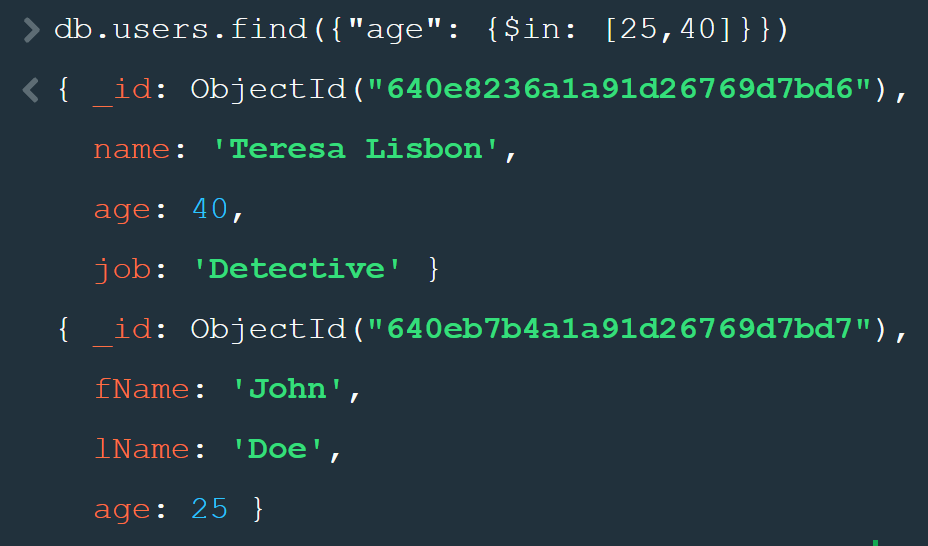 > db.users.find({"age": {$in: [25,40]}})
< { _id: ObjectId("640e8236a1a91d26769d7bd6"),
name: 'Teresa Lisbon',
age: 40,
job: 'Detective' }
{ _id: ObjectId("640eb7b4a1a91d26769d7bd7"),
fName: 'John',
lName: 'Doe',
age: 25 }